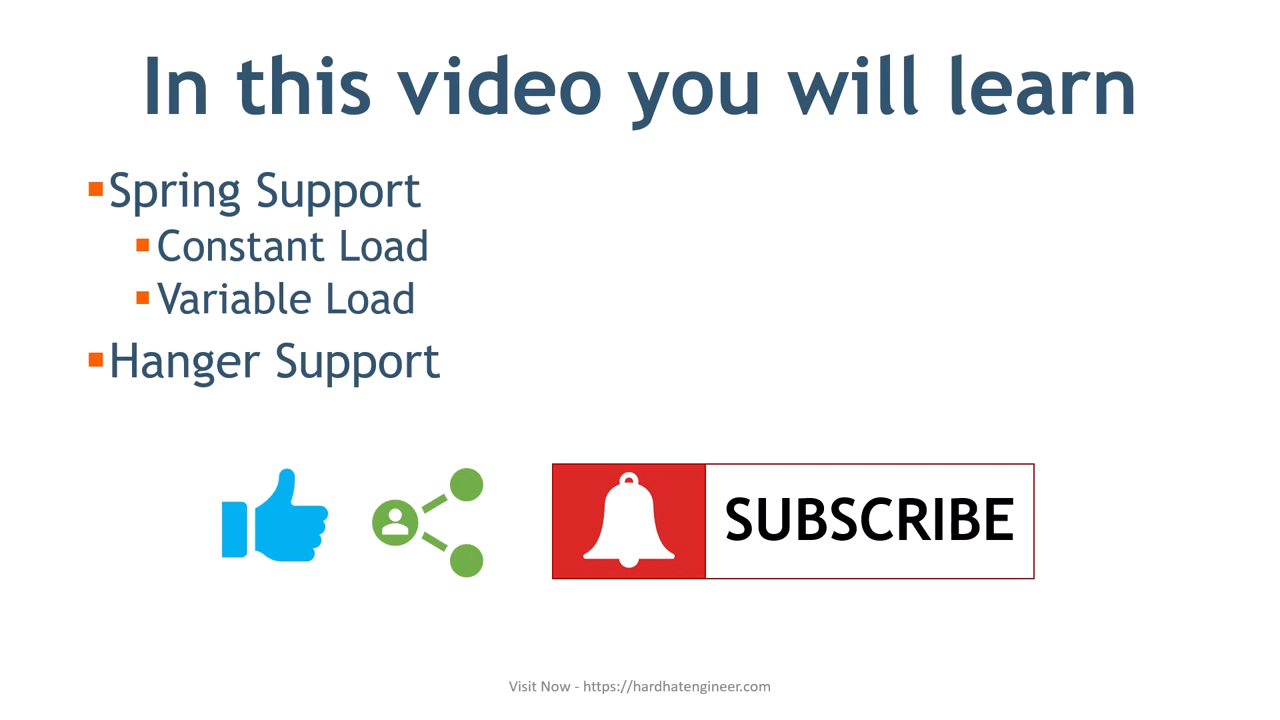 In this video you will learn
▪Spring Support
▪Constant Load
▪Variable Load
▪Hanger Support
SUBSCRIBE
Visit Now - https://hardhatengineer.com